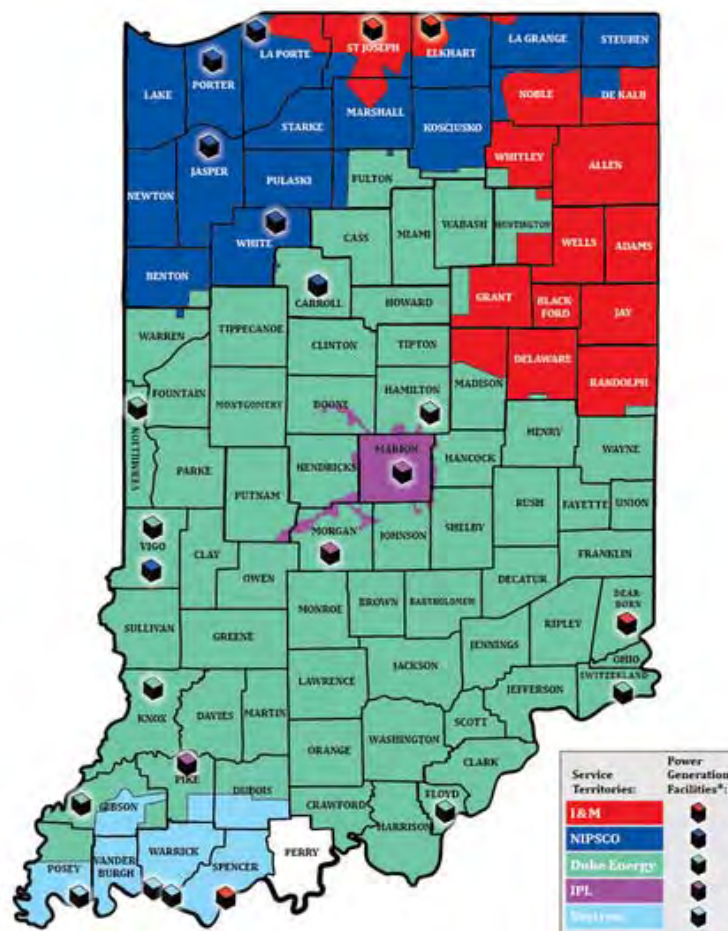 LA PORTE
ST JOSEPH
ELKHART
LA GRANGE
STEUBEN
LAKE
PORTER
NOBLE
DE KALB
STARKE
MARSHALL
KOSCIUSKO
WHITLEY
ALLEN
NEWTON
JASPER
PULASKI
FULTON
WABASH
HUNTINGTON
WHITE
CASS
MIAMI
WELLS
ADAMS
BENTON
CARROLL
GRANT
BLACK
FORD
JAY
HOWARD
WARREN
TIPPECANOE
CLINTON
TIPTON
DELAWARE
RANDOLPH
FOUNTAIN
MONTGOMERY
BOONE
HAMILTON
MADISON
VERMILLION
HENRY
WAYNE
PARKE
HENDRICKS
MARION
HANCOCK
PUTNAM
RUSH
FAYETTE
UNION
VIGO
CLAY
MORGAN
JOHNSON
SHELBY
FRANKLIN
OWEN
DECATUR
DEAR-
BORN
SULLIVAN
GREENE
MONROE
BROWN
BARTHOLOMEW
RIPLEY
JENNINGS
OHIO
SWITZERLAND
LAWRENCE
JACKSON
JEFFERSON
KNOX
DAVIES
MARTIN
SCOTT
ORANGE
WASHINGTON
CLARK
PIKE
DUBOIS
GIBSON
CRAWFORD
FLOYD
HARRISON
POSEY
VANDER
BURGH
WARRICK
SPENCER
PERRY
Service
Territories:
Power
Generation
Facilities*:
I&M
NIPSCO
Duke Energy
IPL
Vectren